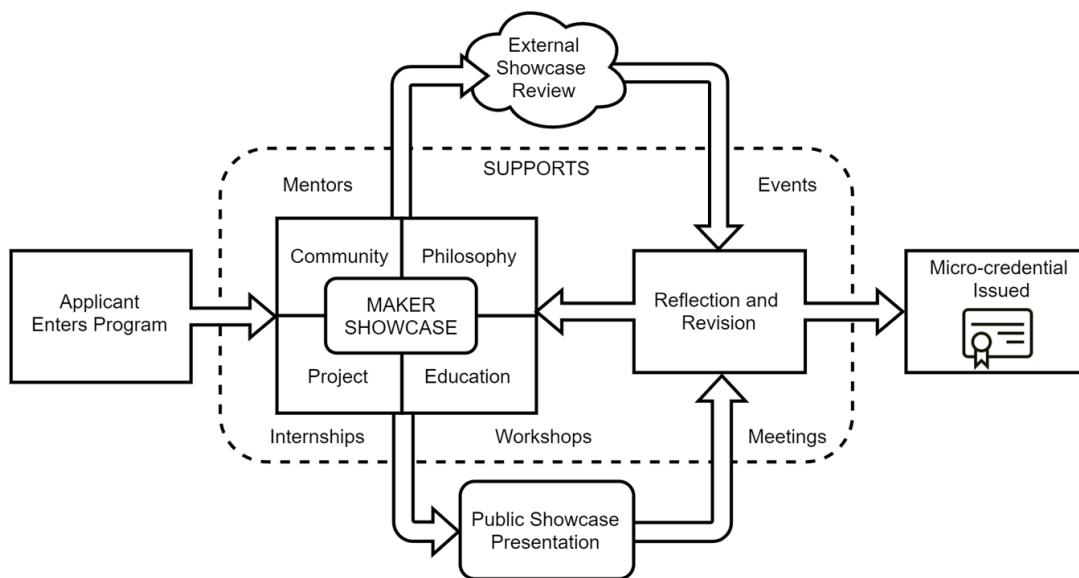 External
Showcase
Review
SUPPORTS
Mentors
Events
Community
Philosophy
Applicant
Enters Program
MAKER
SHOWCASE
Reflection and
Revision
Micro-credential
Issued
Project
Education
Internships
Workshops
Meetings
Public Showcase
Presentation